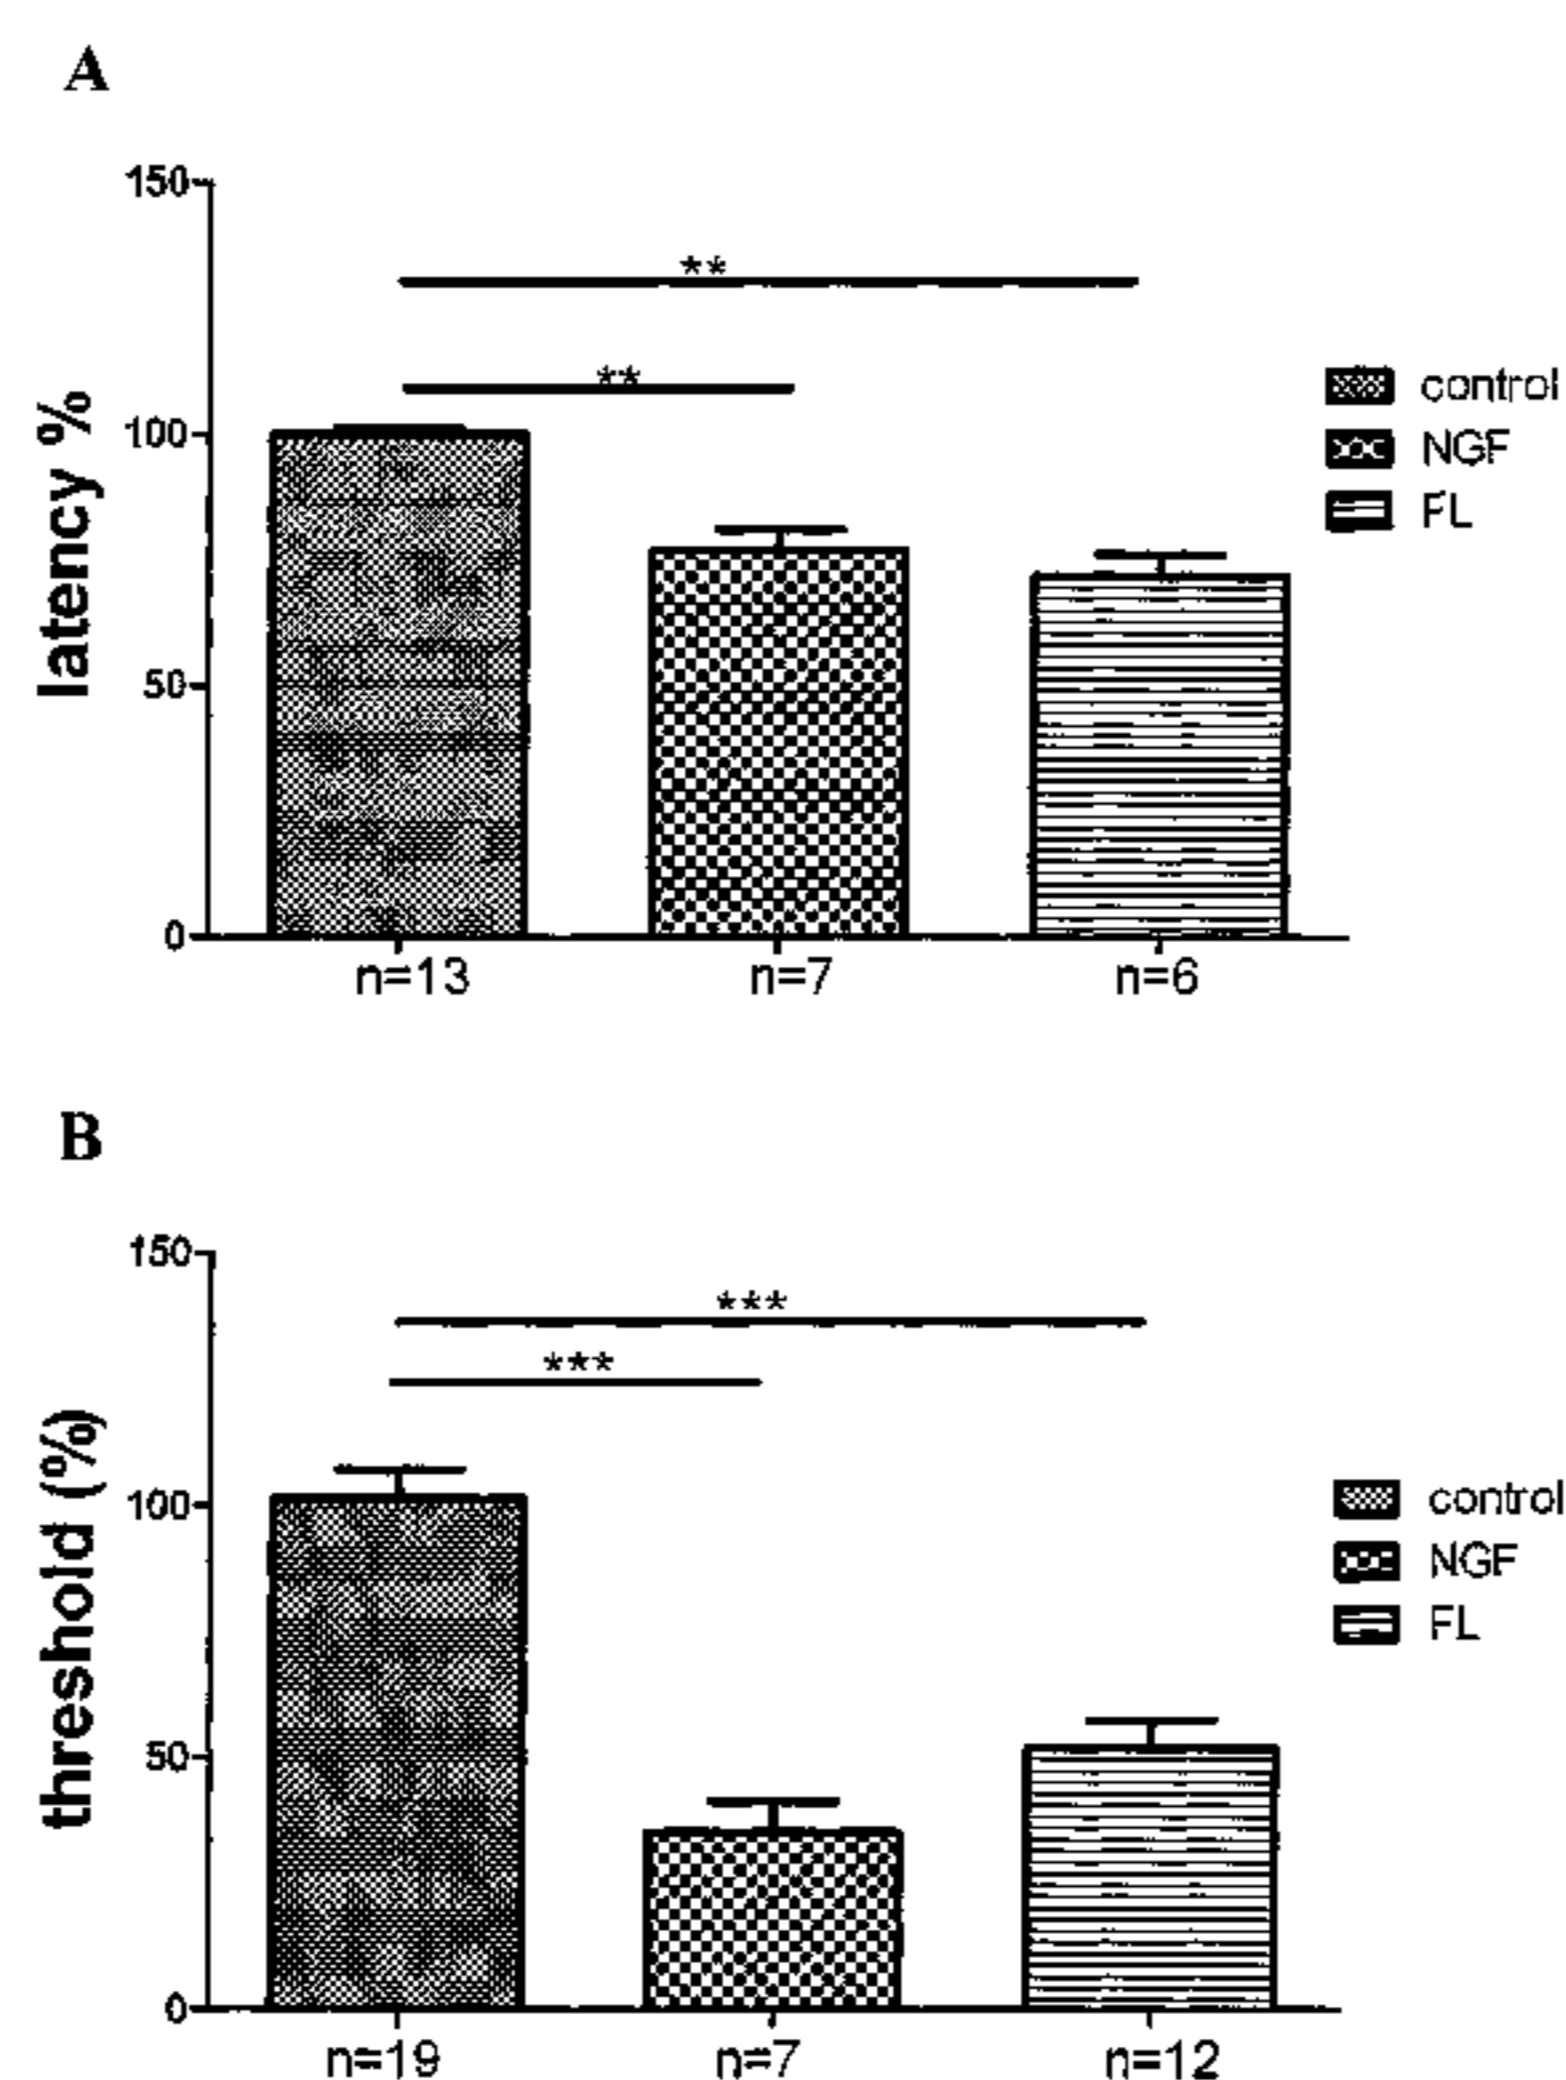 A
150
**
**
latency %
100
50
0
control
NGF
FL
n=13
n=7
n=6
B
150
***
***
threshold (%)
100
50
0
control
NGF
FL
n=19
n=7
n=12